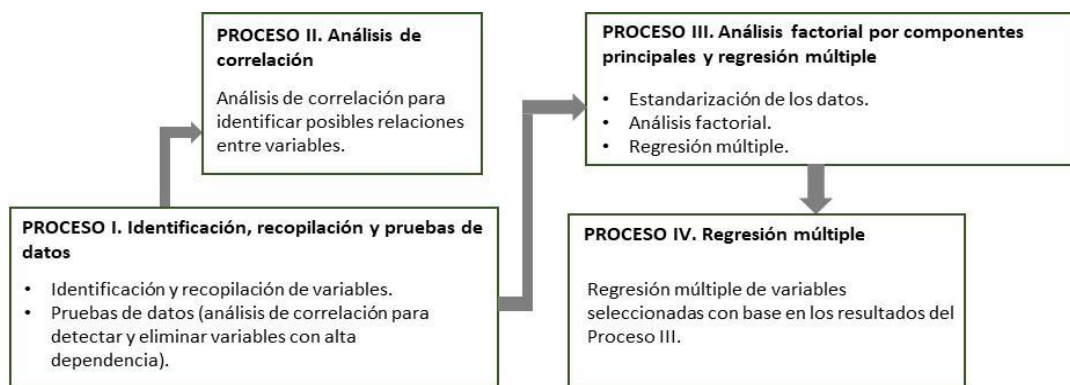 PROCESO II. Análisis de
correlación
Análisis de correlación para
identificar posibles relaciones
entre variables.
PROCESO III. Análisis factorial por componentes
principales y regresión múltiple
• Estandarización de los datos.
• Análisis factorial.
• Regresión múltiple.
PROCESO I. Identificación, recopilación y pruebas de
datos
• Identificación y recopilación de variables.
• Pruebas de datos (análisis de correlación para
detectar y eliminar variables con alta
dependencia).
PROCESO IV. Regresión múltiple
Regresión múltiple de variables
seleccionadas con base en los resultados del
Proceso III.